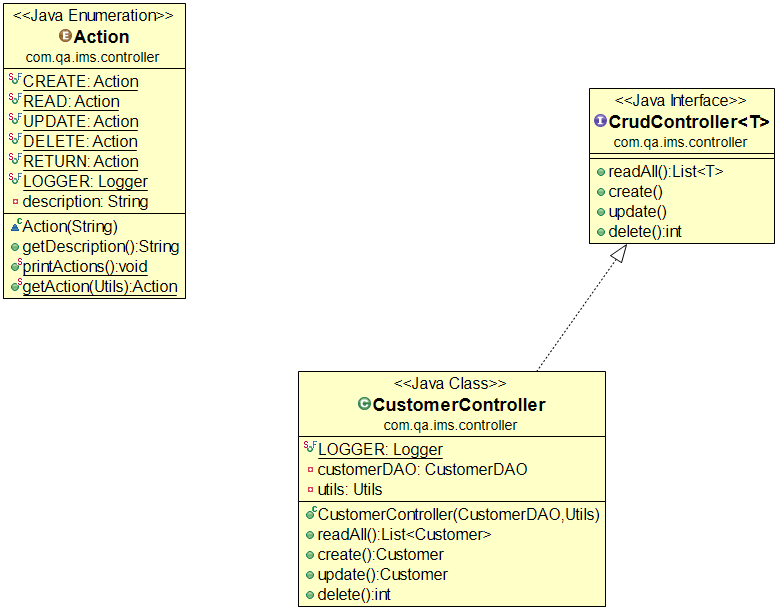 <<Java Enumeration>>
Action
com.qa.ims.controller
CREATE: Action
READ: Action
UPDATE: Action
DELETE: Action
RETURN: Action
LOGGER: Logger
description: String
Action(String)
getDescription():String
printActions():void
getAction(Utils):Action
<<Java Interface>>
CrudController<T>
com.qa.ims.controller
readAll():List<T>
create()
update()
delete():int
<<Java Class>>
CustomerController
com.qa.ims.controller
LOGGER: Logger
customerDAO: CustomerDAO
utils: Utils
CustomerController(CustomerDAO,Utils)
readAll():List<Customer>
create():Customer
update():Customer
delete():int